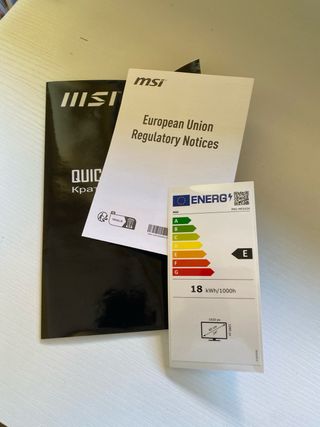 msi
QUIC
Крат
msi
European Union
Regulatory Notices
ENERG
A
B
C
D
E
F
G
E
18 kWh/1000h